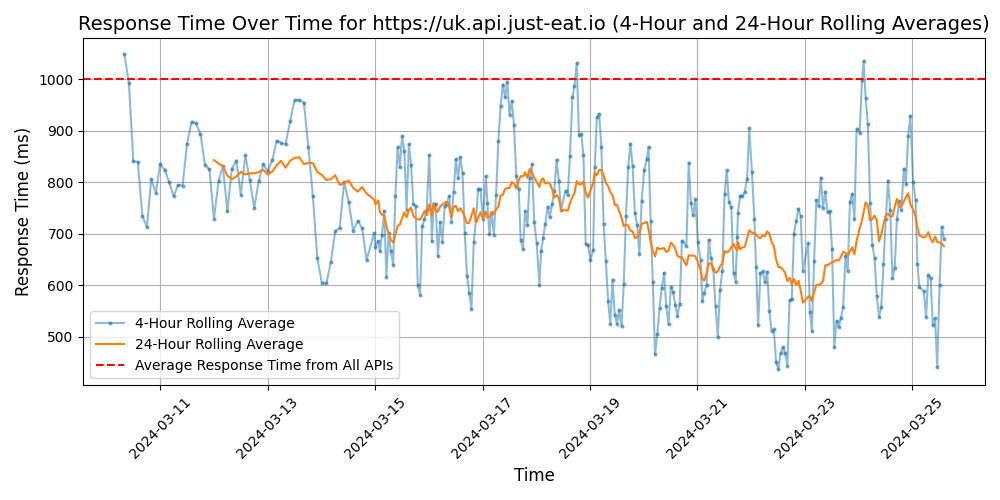 Response Time Over Time for https://uk.api.just-eat.io (4-Hour and 24-Hour Rolling Averages)
Response Time (ms)
1000
900
800
700
600
500
4-Hour Rolling Average
24-Hour Rolling Average
Average Response Time from All APIs
2024-03-11
2024-03-13
2024-03-15
2024-03-17
2024-03-19
2024-03-21
2024-03-23
2024-03-25
Time